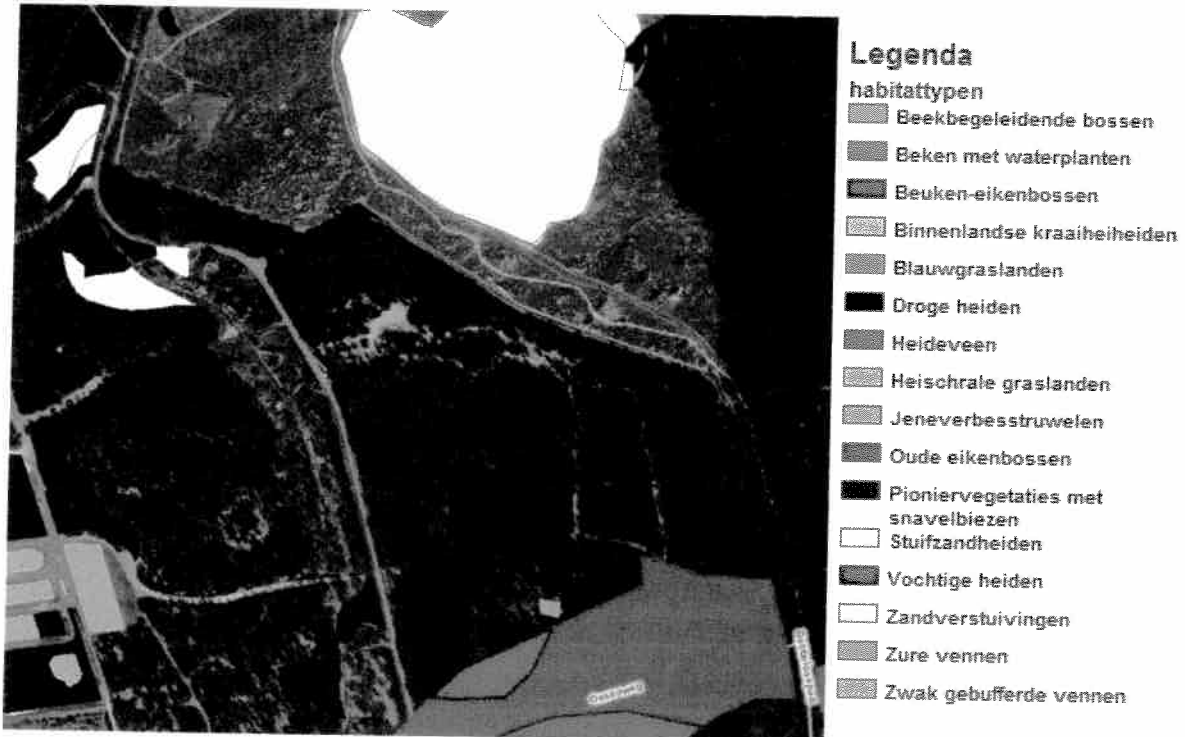 Legenda
habitattypen
Beekbegeleidende bossen
Beken met waterplanten
Beuken-eikenbossen
Binnenlandse kraaiheiheiden
Blauwgraslanden
Droge heiden
Heideveen
Heischrale graslanden
Jeneverbesstruwelen
Oude eikenbossen
Pioniervegetaties met
snavelbiezen
Stuifzandheiden
Vochtige heiden
Zandverstuivingen
Zure vennen
Zwak gebufferde vennen